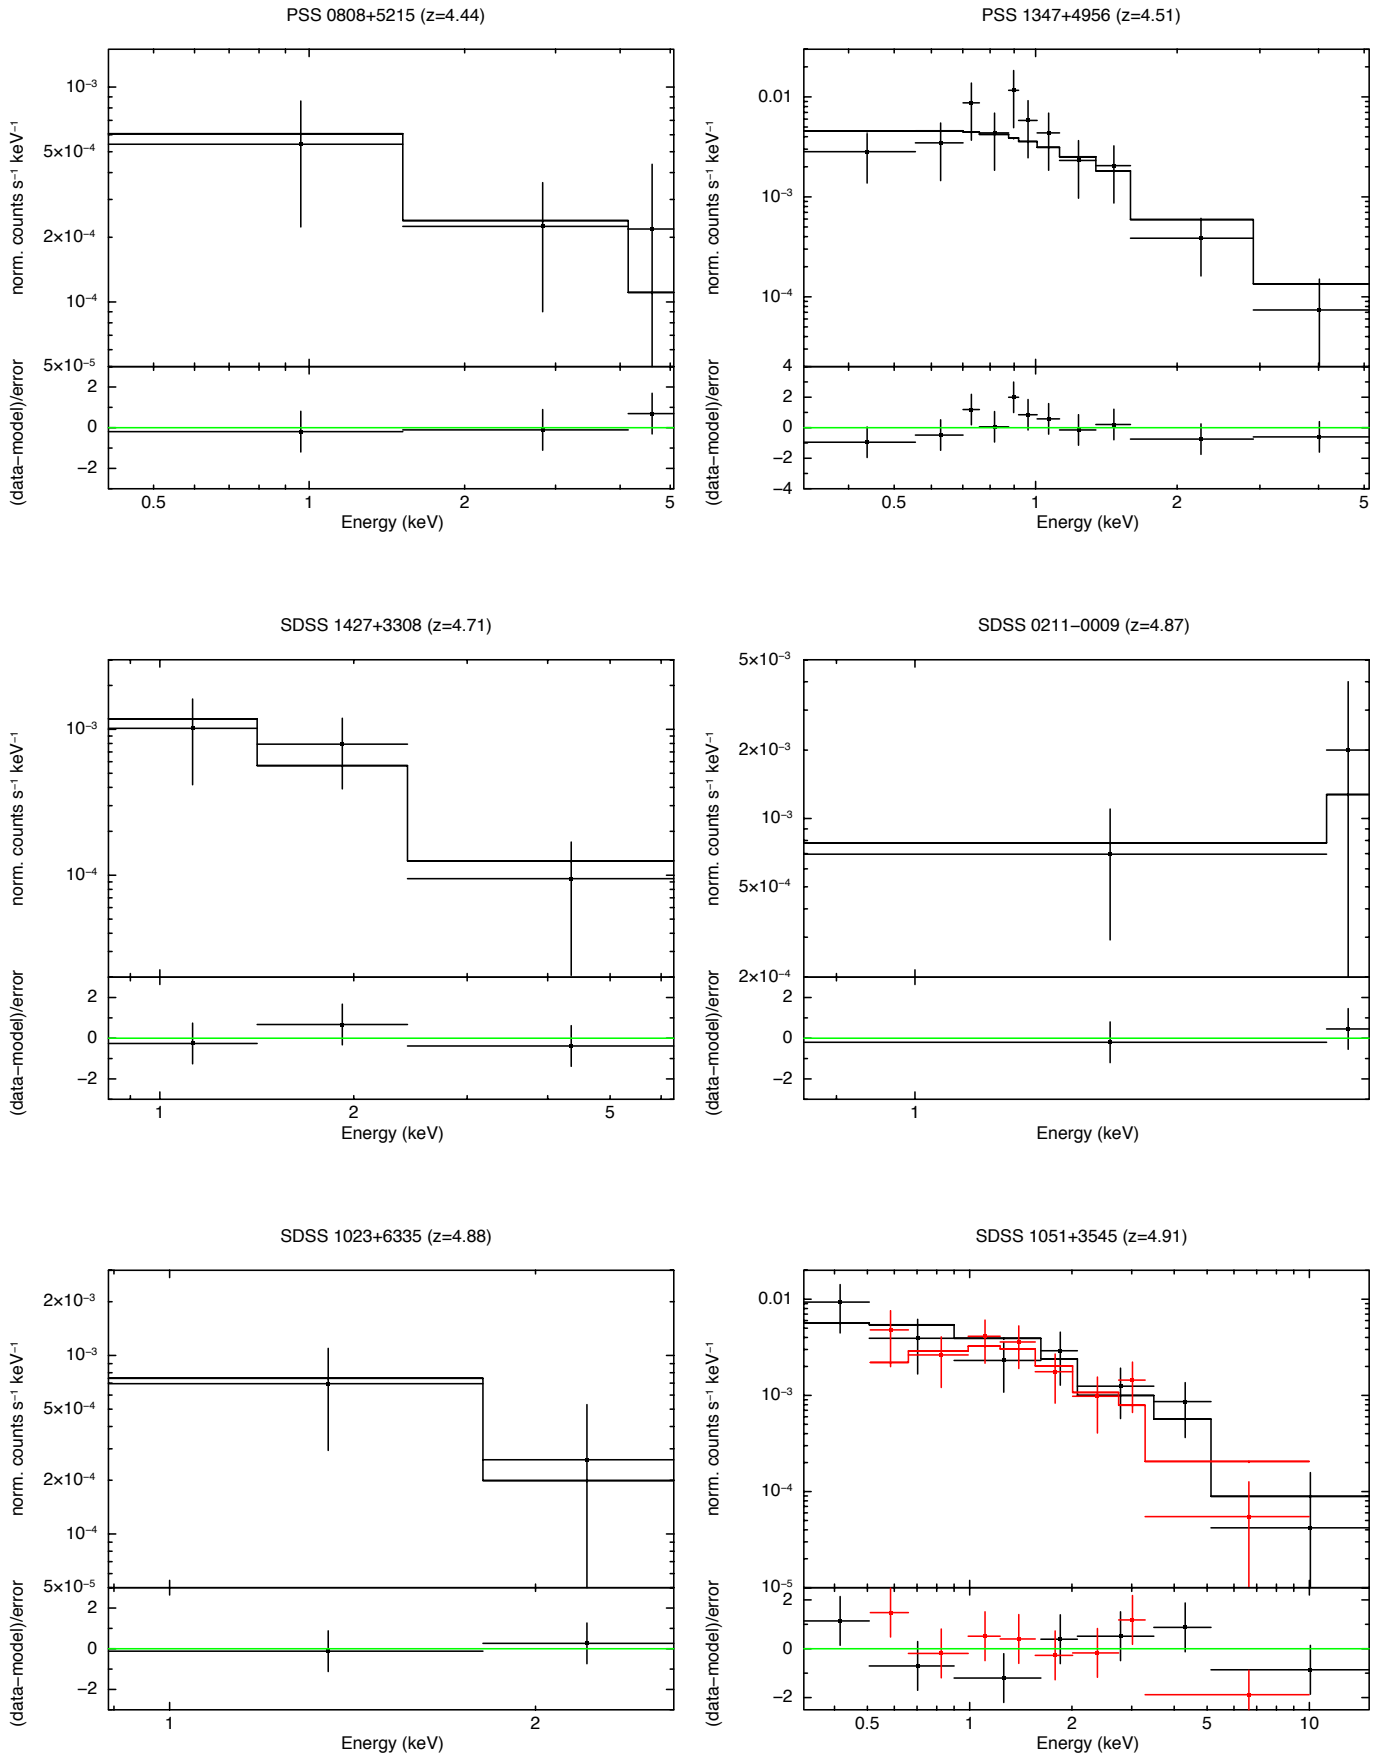 PSS 0808+5215 (z=4.44)
norm. counts s⁻¹ keV⁻¹
10⁻³
5×10⁻⁴
2×10⁻⁴
10⁻⁴
5×10⁻⁵
(data−model)/error
2
0
−2
0.5 1 2 5
Energy (keV)
PSS 1347+4956 (z=4.51)
norm. counts s⁻¹ keV⁻¹
0.01
10⁻³
10⁻⁴
(data−model)/error
4
2
0
−2
−4
0.5 1 2 5
Energy (keV)
SDSS 1427+3308 (z=4.71)
norm. counts s⁻¹ keV⁻¹
10⁻³
10⁻⁴
(data−model)/error
2
0
−2
1 2 5
Energy (keV)
SDSS 0211−0009 (z=4.87)
norm. counts s⁻¹ keV⁻¹
5×10⁻³
2×10⁻³
10⁻³
5×10⁻⁴
2×10⁻⁴
(data−model)/error
2
0
−2
1
Energy (keV)
SDSS 1023+6335 (z=4.88)
norm. counts s⁻¹ keV⁻¹
2×10⁻³
10⁻³
5×10⁻⁴
2×10⁻⁴
10⁻⁴
5×10⁻⁵
(data−model)/error
2
0
−2
1 2
Energy (keV)
SDSS 1051+3545 (z=4.91)
norm. counts s⁻¹ keV⁻¹
0.01
10⁻³
10⁻⁴
10⁻⁵
(data−model)/error
2
0
−2
0.5 1 2 5 10
Energy (keV)